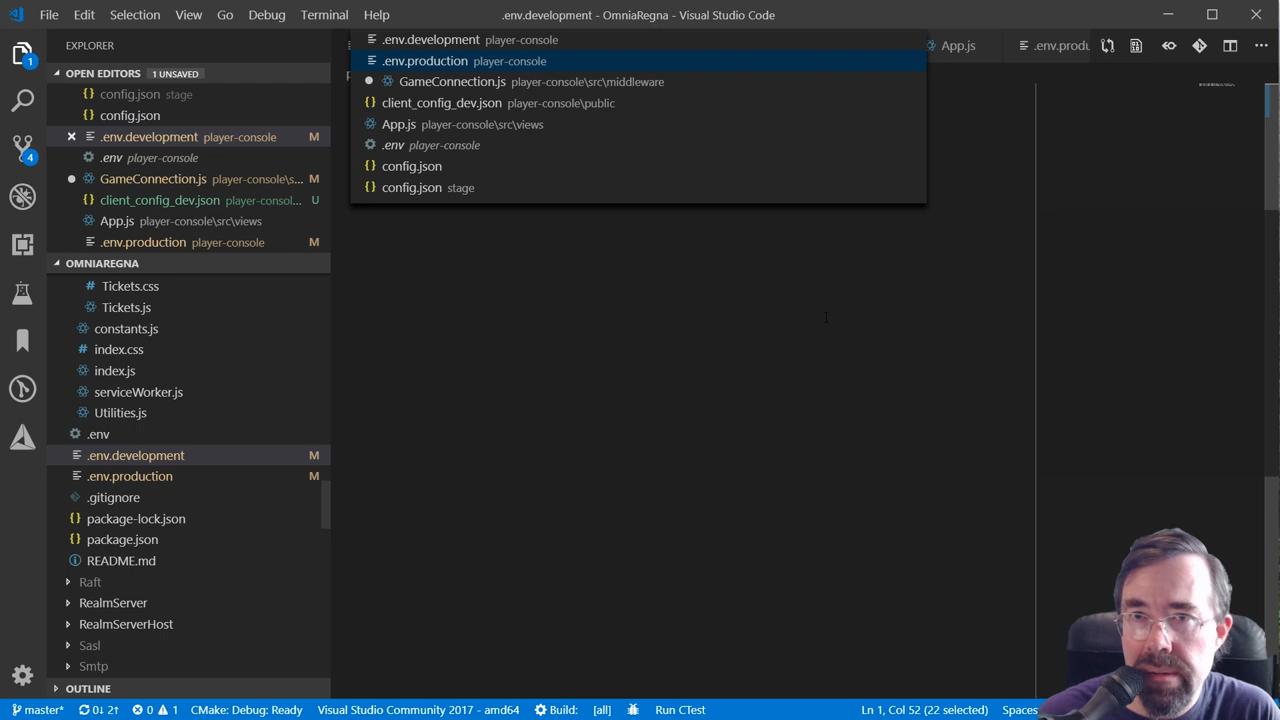 File Edit Selection View Go Debug Terminal Help
.env.development - OmniaRegna - Visual Studio Code
EXPLORER
OPEN EDITORS 1 UNSAVED
config.json stage
config.json
.env.development player-console M
.env player-console
GameConnection.js player-console\s... M
client_config_dev.json player-consol... U
App.js player-console\src\views
.env.production player-console M
OMNIAREGNA
Tickets.css
Tickets.js
constants.js
index.css
index.js
serviceWorker.js
Utilities.js
.env
.env.development M
.env.production M
.gitignore
package-lock.json
package.json
README.md
Raft
RealmServer
RealmServerHost
Sasl
Smtp
OUTLINE
.env.development player-console
.env.production player-console
GameConnection.js player-console\src\middleware
client_config_dev.json player-console\public
App.js player-console\src\views
.env player-console
config.json
config.json stage
App.js
.env.produ
1
4
master* 0↓ 2↑ 0 1 CMake: Debug: Ready Visual Studio Community 2017 - amd64 Build: [all] Run CTest Ln 1, Col 52 (22 selected) Spaces